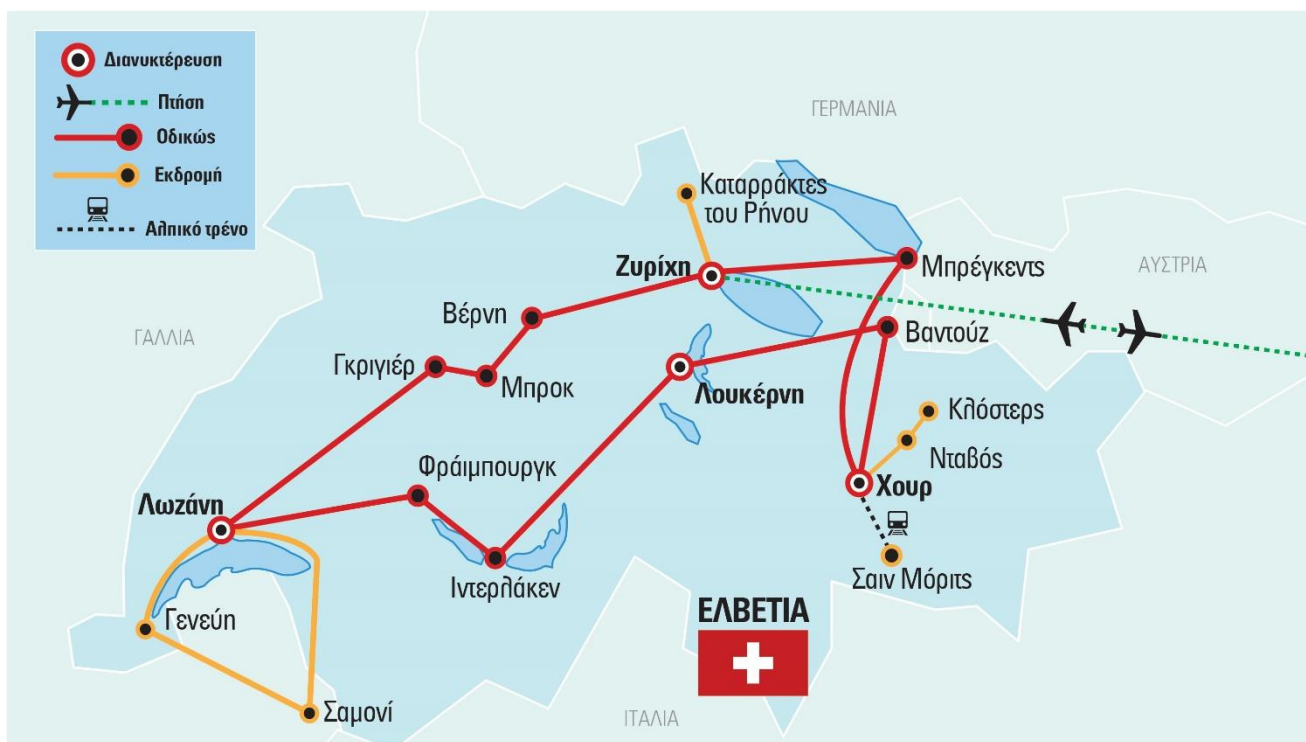 Διανυκτέρευση
Πτήση
Οδικώς
Εκδρομή
Αλπικό τρένο
ΓΕΡΜΑΝΙΑ
Καταρράκτες
του Ρήνου
Ζυρίχη
Μπρέγκεντς
ΑΥΣΤΡΙΑ
Βέρνη
Βαντούζ
ΓΑΛΛΙΑ
Γκριγιέρ
Μπροκ
Λουκέρνη
Κλόστερς
Νταβός
Φράιμπουργκ
Χουρ
Λωζάνη
Ιντερλάκεν
Σαιν Μόριτς
ΕΛΒΕΤΙΑ
Γενεύη
Σαμονί
ΙΤΑΛΙΑ